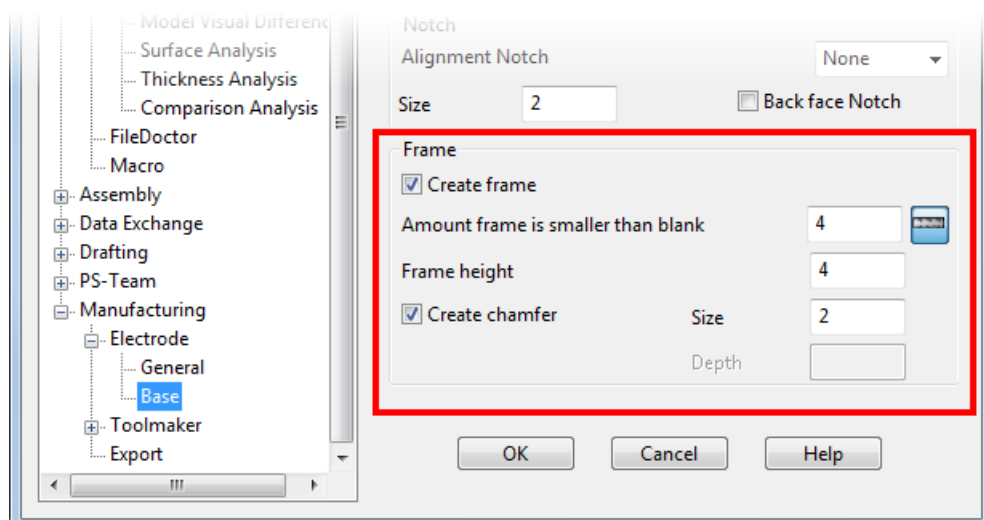 Model Visual Differenc
Surface Analysis
Thickness Analysis
Comparison Analysis
FileDoctor
Macro
Assembly
Data Exchange
Drafting
PS-Team
Manufacturing
Electrode
General
Base
Toolmaker
Export
Notch
Alignment Notch None
Size 2 Back face Notch
Frame
Create frame
Amount frame is smaller than blank 4
Frame height 4
Create chamfer Size 2
Depth
OK Cancel Help